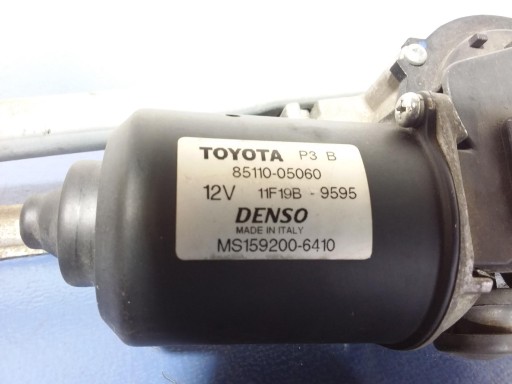 TOYOTA P3 B
85110-05060
12V 11F19B - 9595
DENSO
MADE IN ITALY
MS159200-6410